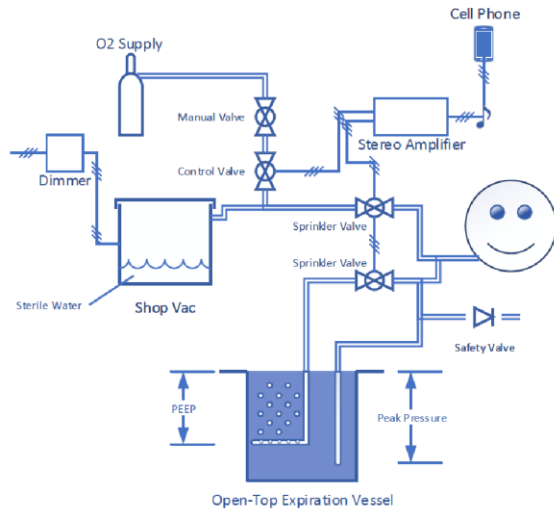 Cell Phone
O2 Supply
Manual Valve
Stereo Amplifier
Dimmer
Control Valve
Sprinkler Valve
Sprinkler Valve
Sterile Water
Shop Vac
Safety Valve
PEEP
Peak Pressure
Open-Top Expiration Vessel